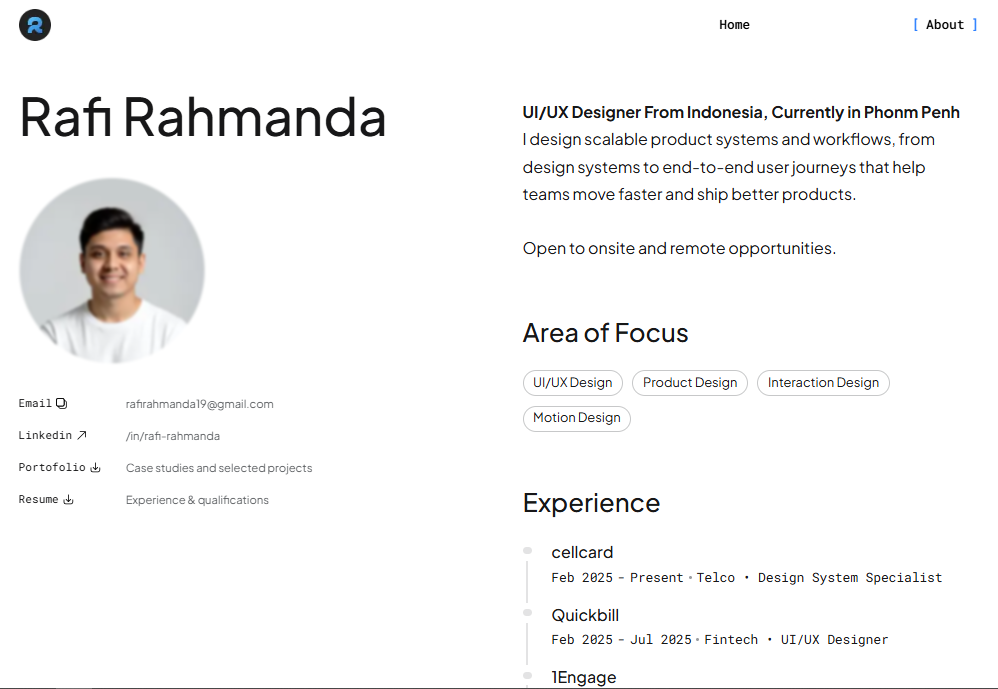 Home
[ About ]
Rafi Rahmanda
Email
rafirahmanda19@gmail.com
Linkedin
/in/rafi-rahmanda
Portofolio
Case studies and selected projects
Resume
Experience & qualifications
UI/UX Designer From Indonesia, Currently in Phonm Penh
I design scalable product systems and workflows, from
design systems to end-to-end user journeys that help
teams move faster and ship better products.
Open to onsite and remote opportunities.
Area of Focus
UI/UX Design
Product Design
Interaction Design
Motion Design
Experience
cellcard
Feb 2025 - Present • Telco • Design System Specialist
Quickbill
Feb 2025 - Jul 2025 • Fintech • UI/UX Designer
1Engage